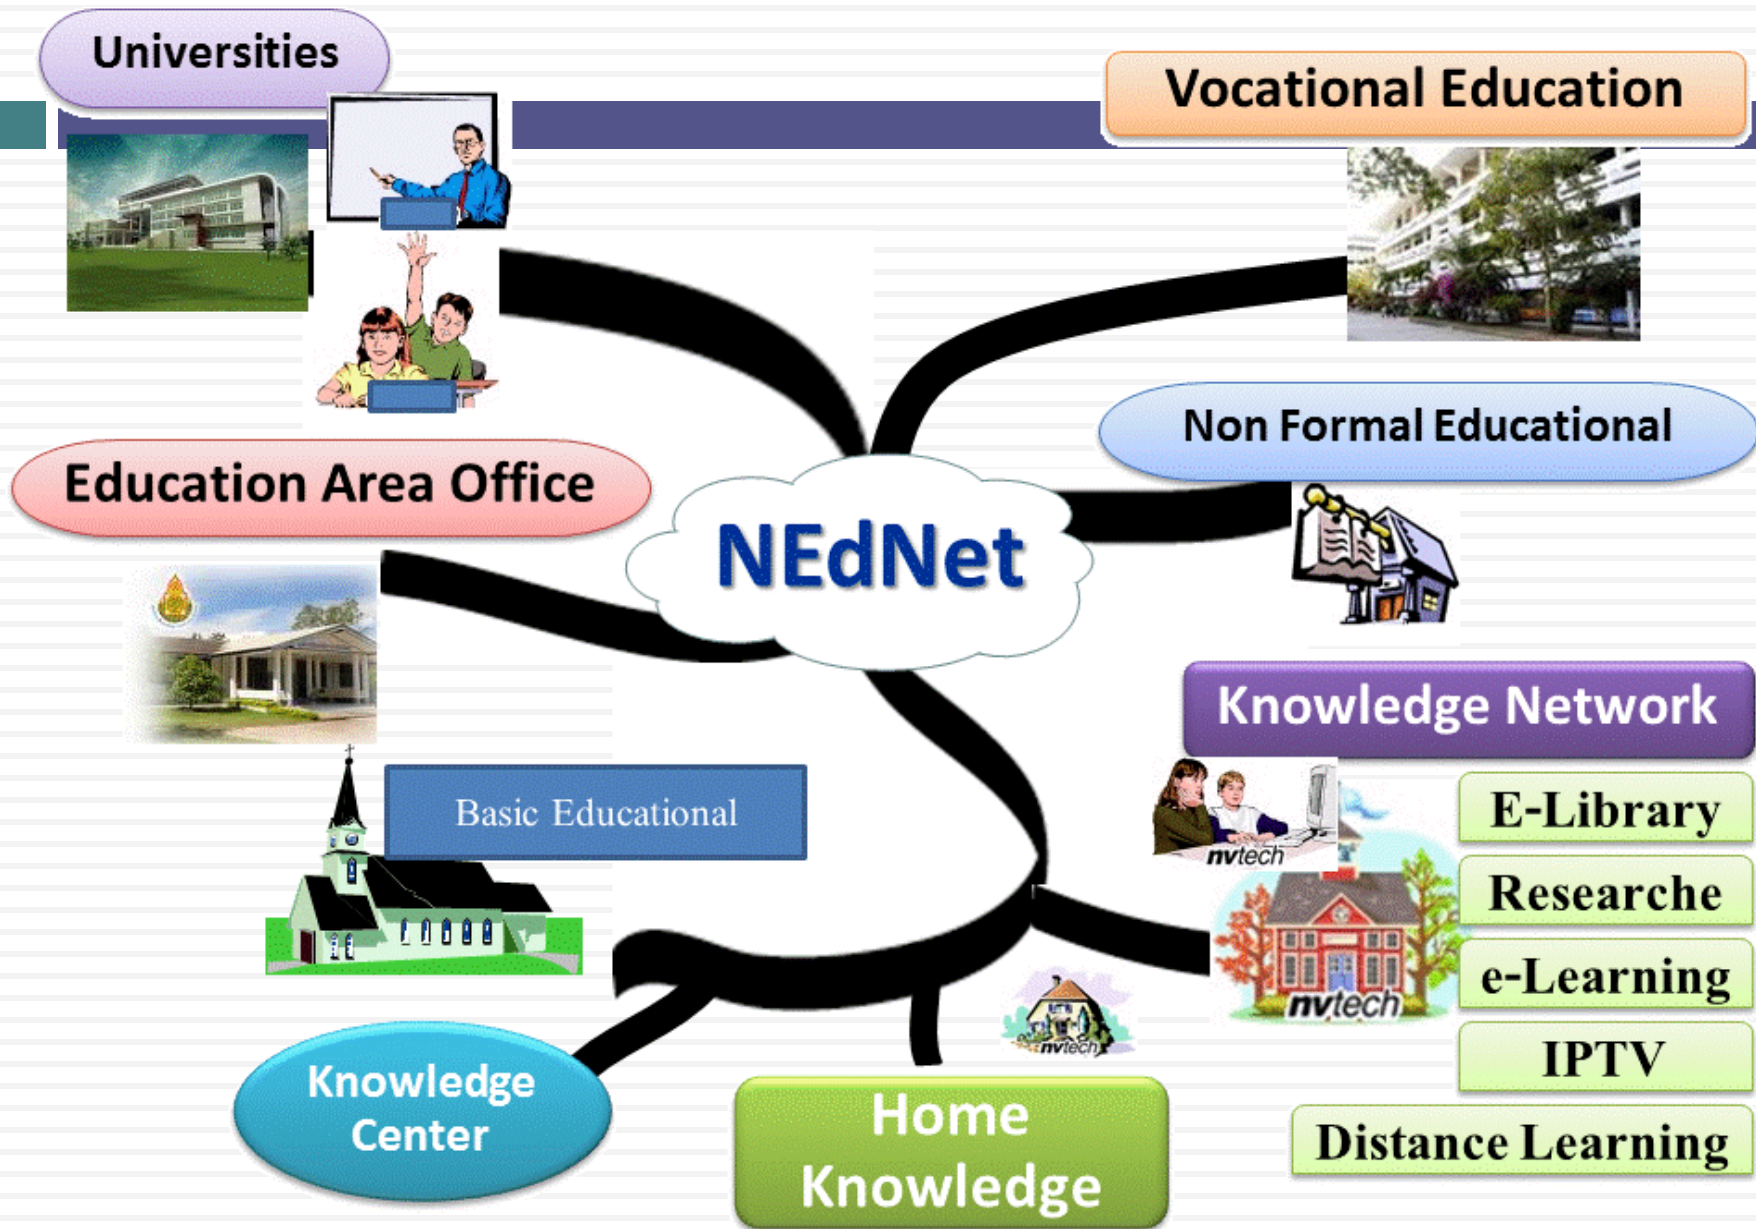 Universities
Vocational Education
Non Formal Educational
Education Area Office
NEdNet
Knowledge Network
Basic Educational
E-Library
nvtech
Researche
e-Learning
nvtech
IPTV
nvtech
Knowledge
Center
Home
Knowledge
Distance Learning